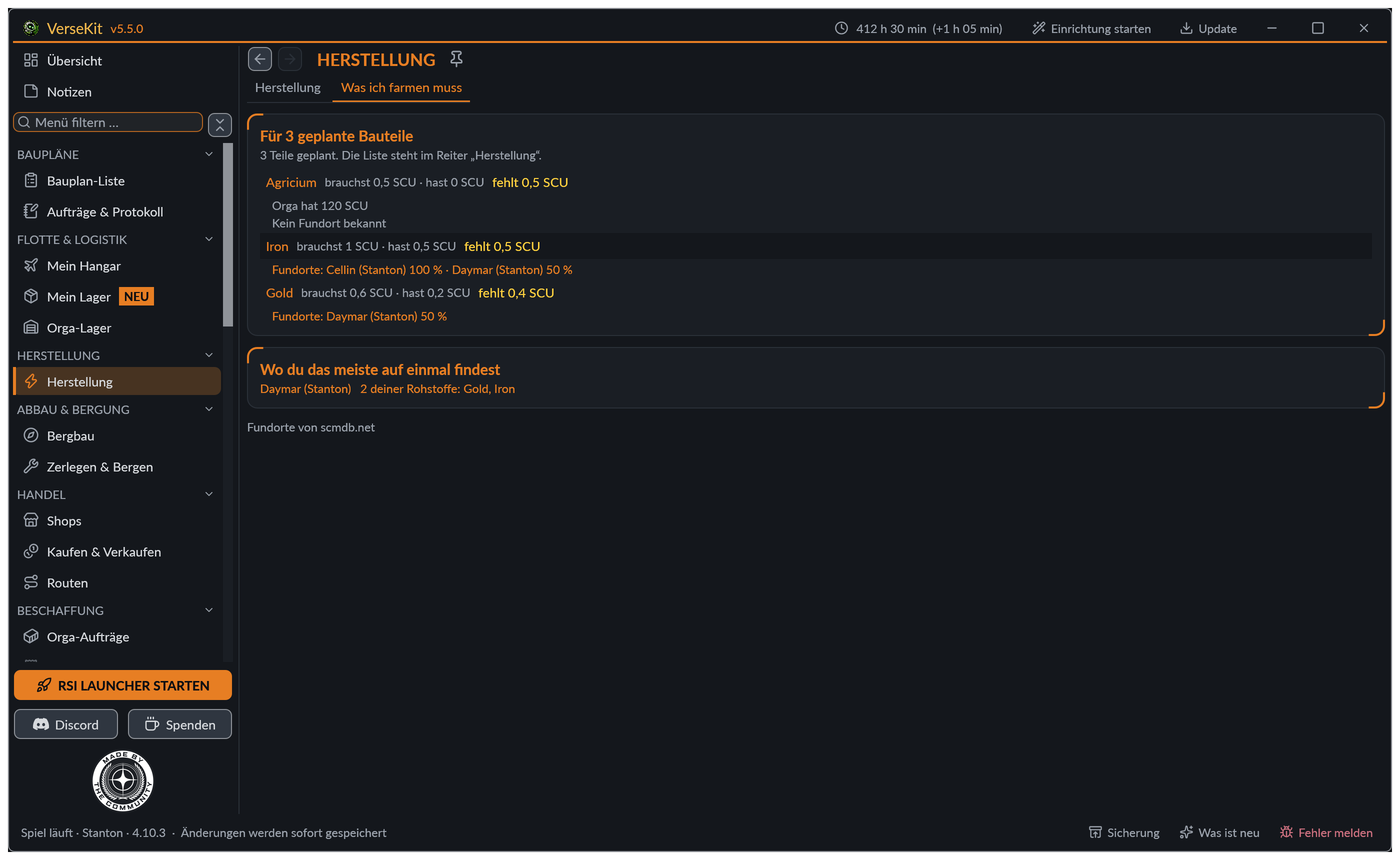 VerseKit v5.5.0
412 h 30 min (+1 h 05 min)
Einrichtung starten
Update
Übersicht
Notizen
Menü filtern ...
BAUPLÄNE
Bauplan-Liste
Aufträge & Protokoll
FLOTTE & LOGISTIK
Mein Hangar
Mein Lager NEU
Orga-Lager
HERSTELLUNG
Herstellung
ABBAU & BERGUNG
Bergbau
Zerlegen & Bergen
HANDEL
Shops
Kaufen & Verkaufen
Routen
BESCHAFFUNG
Orga-Aufträge
RSI LAUNCHER STARTEN
Discord
Spenden
MADE BY THE COMMUNITY
HERSTELLUNG
Herstellung
Was ich farmen muss
Für 3 geplante Bauteile
3 Teile geplant. Die Liste steht im Reiter „Herstellung“.
Agricium brauchst 0,5 SCU · hast 0 SCU fehlt 0,5 SCU
Orga hat 120 SCU
Kein Fundort bekannt
Iron brauchst 1 SCU · hast 0,5 SCU fehlt 0,5 SCU
Fundorte: Cellin (Stanton) 100 % · Daymar (Stanton) 50 %
Gold brauchst 0,6 SCU · hast 0,2 SCU fehlt 0,4 SCU
Fundorte: Daymar (Stanton) 50 %
Wo du das meiste auf einmal findest
Daymar (Stanton) 2 deiner Rohstoffe: Gold, Iron
Fundorte von scmdb.net
Spiel läuft · Stanton · 4.10.3 · Änderungen werden sofort gespeichert
Sicherung
Was ist neu
Fehler melden